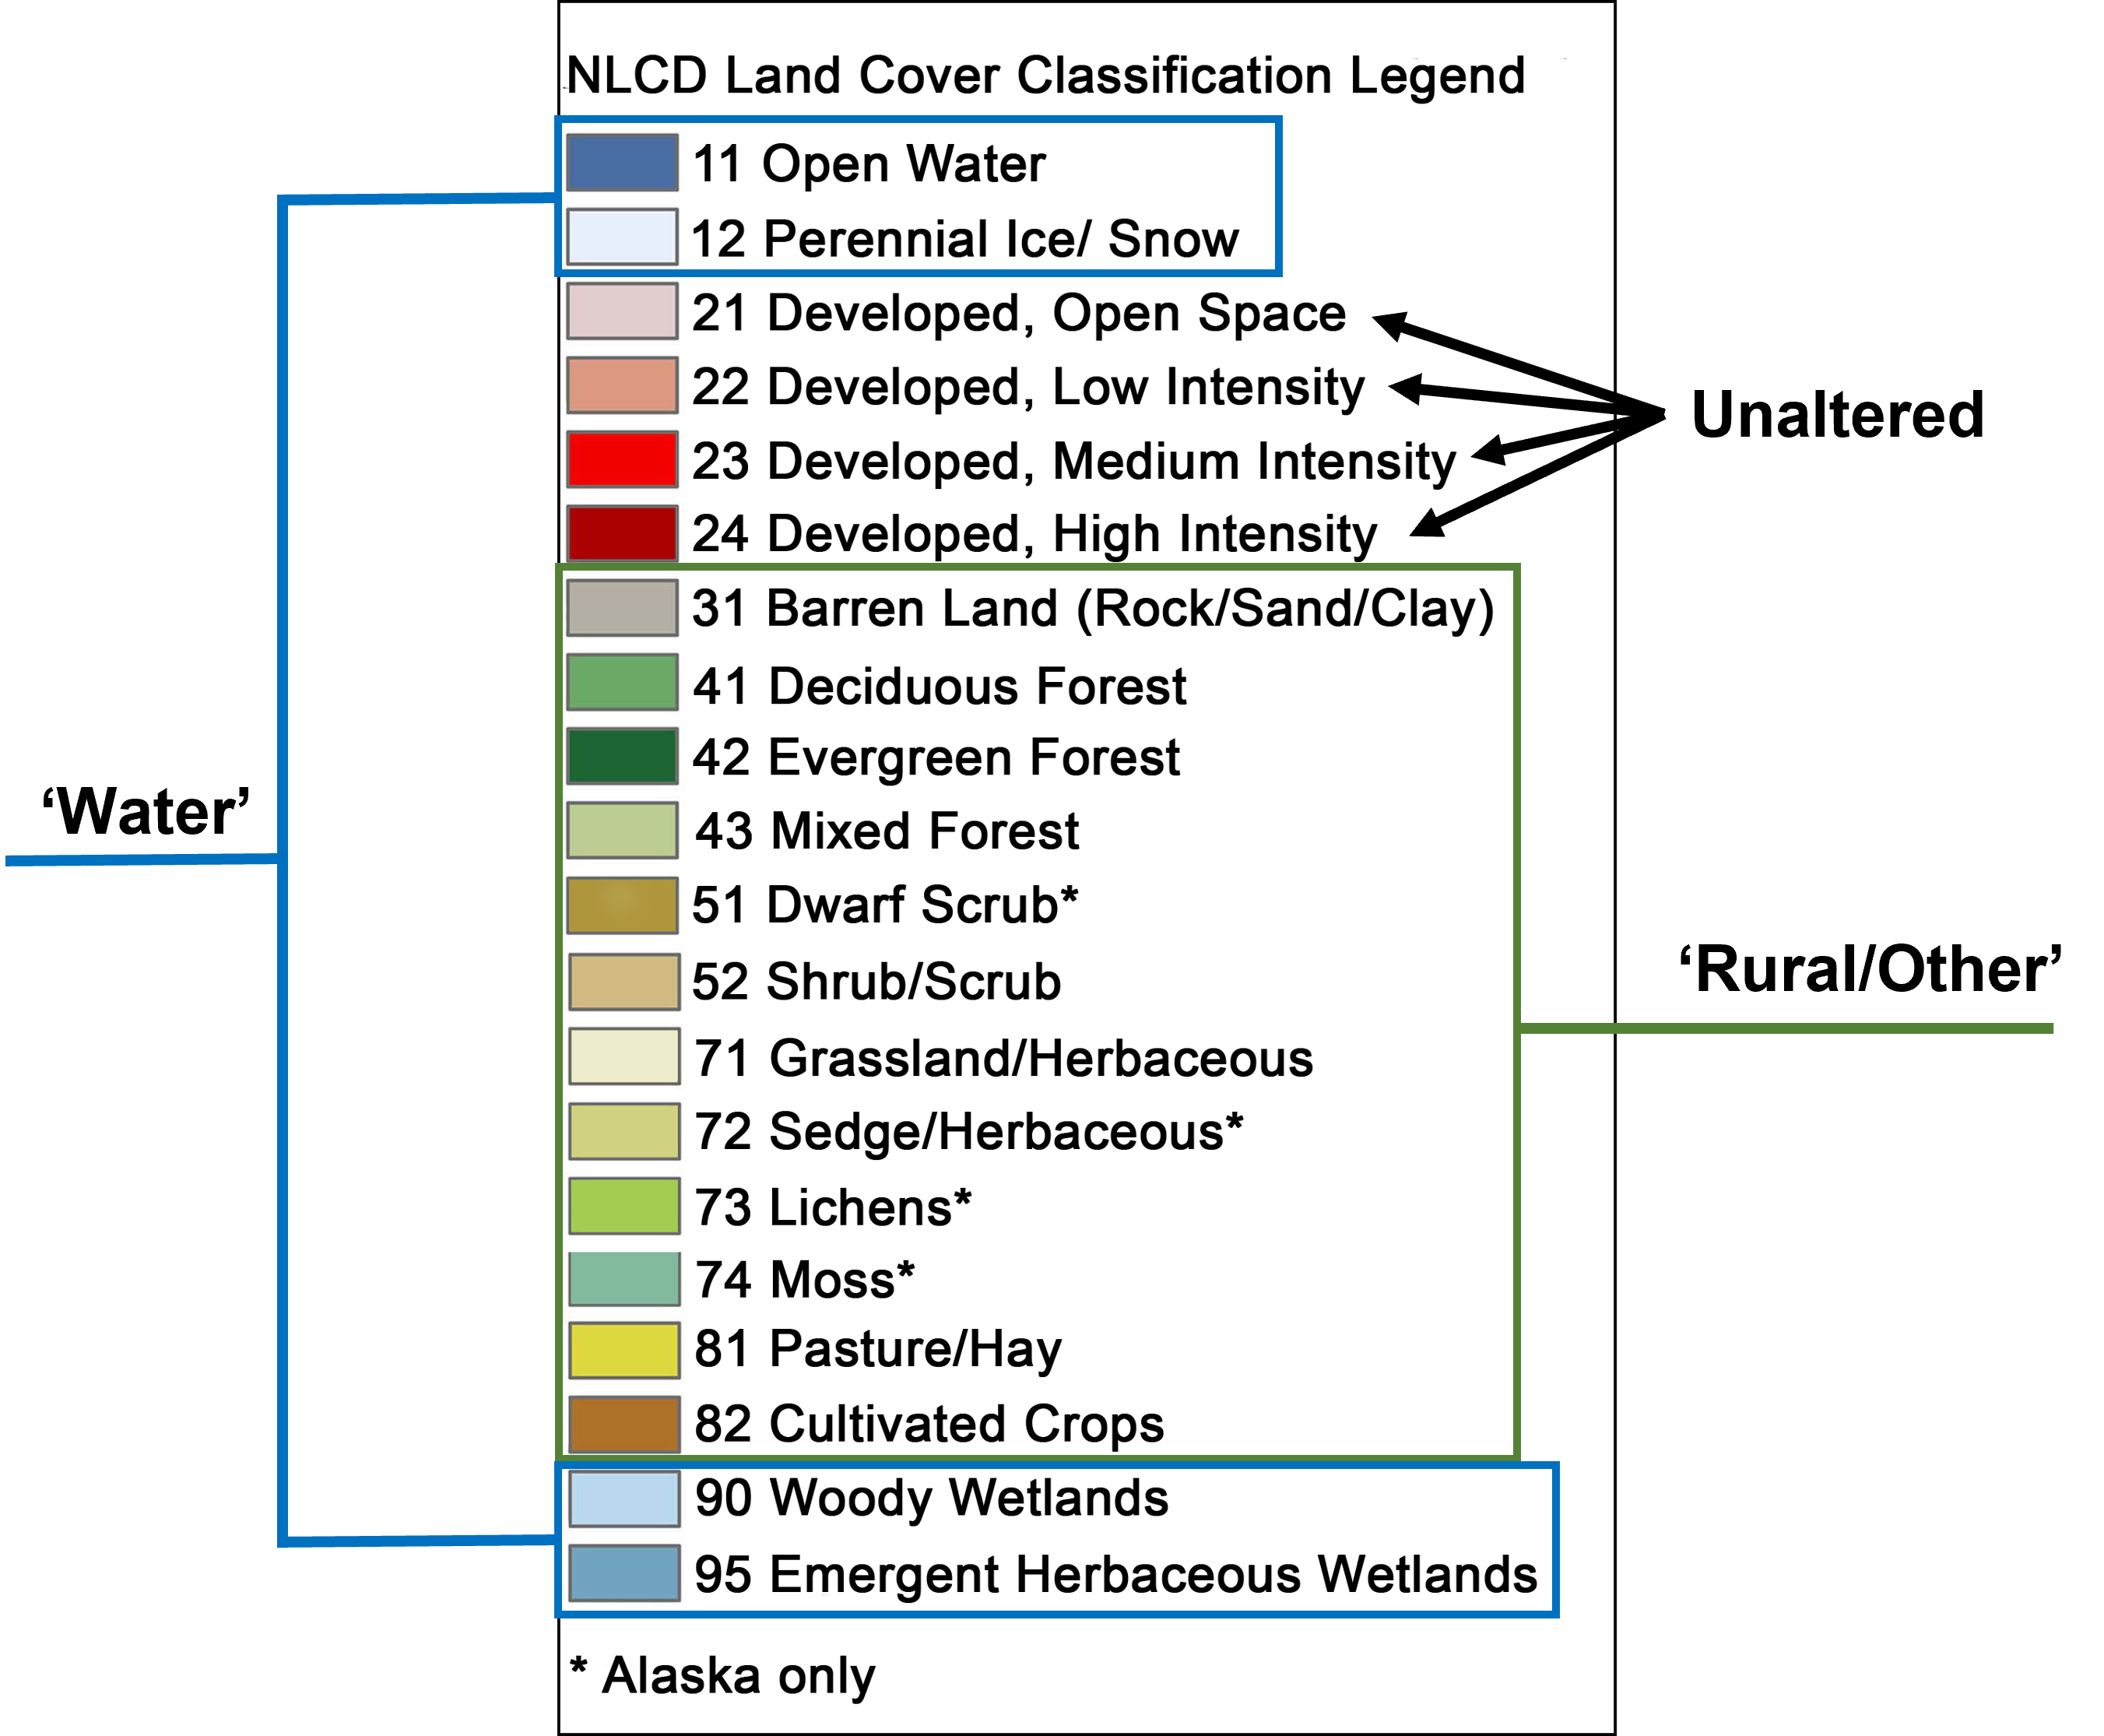 NLCD Land Cover Classification Legend
11 Open Water
12 Perennial Ice/ Snow
21 Developed, Open Space
22 Developed, Low Intensity
Unaltered
23 Developed, Medium Intensity
24 Developed, High Intensity
31 Barren Land (Rock/Sand/Clay)
41 Deciduous Forest
42 Evergreen Forest
‘Water’
43 Mixed Forest
51 Dwarf Scrub*
‘Rural/Other’
52 Shrub/Scrub
71 Grassland/Herbaceous
72 Sedge/Herbaceous*
73 Lichens*
74 Moss*
81 Pasture/Hay
82 Cultivated Crops
90 Woody Wetlands
95 Emergent Herbaceous Wetlands
* Alaska only